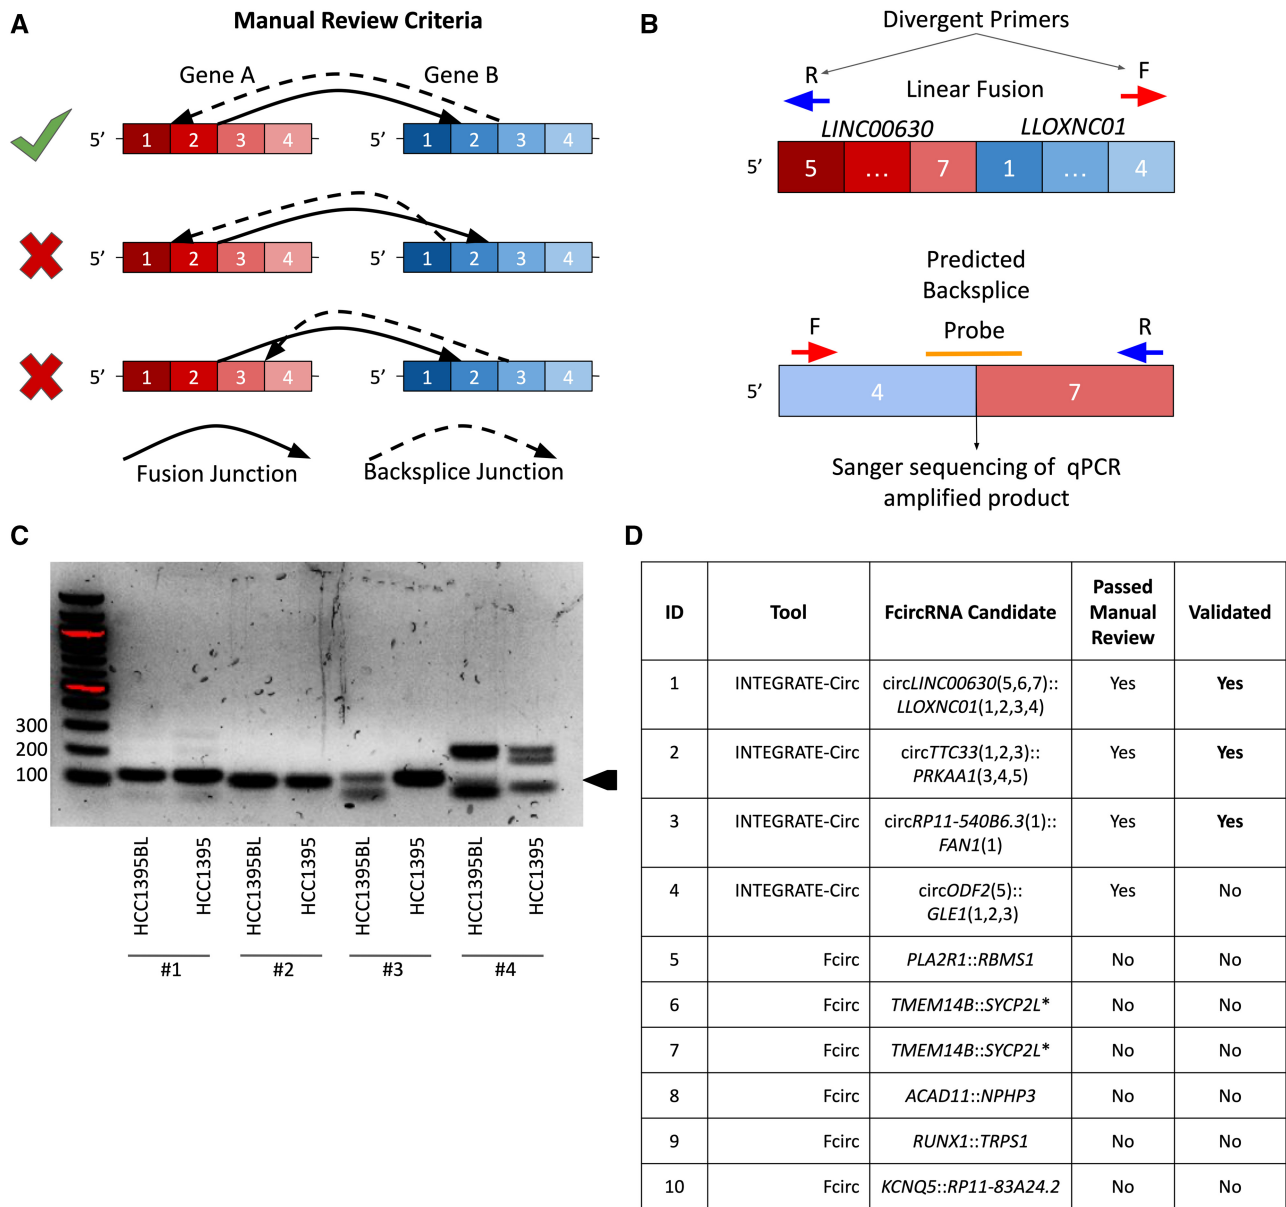 A
Manual Review Criteria
Gene A
Gene B
5’ 1 2 3 4 5’ 1 2 3 4
5’ 1 2 3 4 5’ 1 2 3 4
5’ 1 2 3 4 5’ 1 2 3 4
Fusion Junction
Backsplice Junction
B
Divergent Primers
R
F
Linear Fusion
LINC00630
LLOXNC01
5’ 5 ... 7 1 ... 4
Predicted
Backsplice
F
Probe
R
5’ 4 7
Sanger sequencing of qPCR
amplified product
C
300
200
100
HCC1395BL
HCC1395
HCC1395BL
HCC1395
HCC1395BL
HCC1395
HCC1395BL
HCC1395
#1
#2
#3
#4
D
ID
Tool
FcircRNA Candidate
Passed
Manual
Review
Validated
1 INTEGRATE-Circ circLINC00630(5,6,7):: Yes Yes
LLOXNC01(1,2,3,4)
2 INTEGRATE-Circ circTTC33(1,2,3):: Yes Yes
PRKAA1(3,4,5)
3 INTEGRATE-Circ circRP11-540B6.3(1):: Yes Yes
FAN1(1)
4 INTEGRATE-Circ circODF2(5):: Yes No
GLE1(1,2,3)
5 Fcirc PLA2R1::RBMS1 No No
6 Fcirc TMEM14B::SYCP2L* No No
7 Fcirc TMEM14B::SYCP2L* No No
8 Fcirc ACAD11::NPHP3 No No
9 Fcirc RUNX1::TRPS1 No No
10 Fcirc KCNQ5::RP11-83A24.2 No No